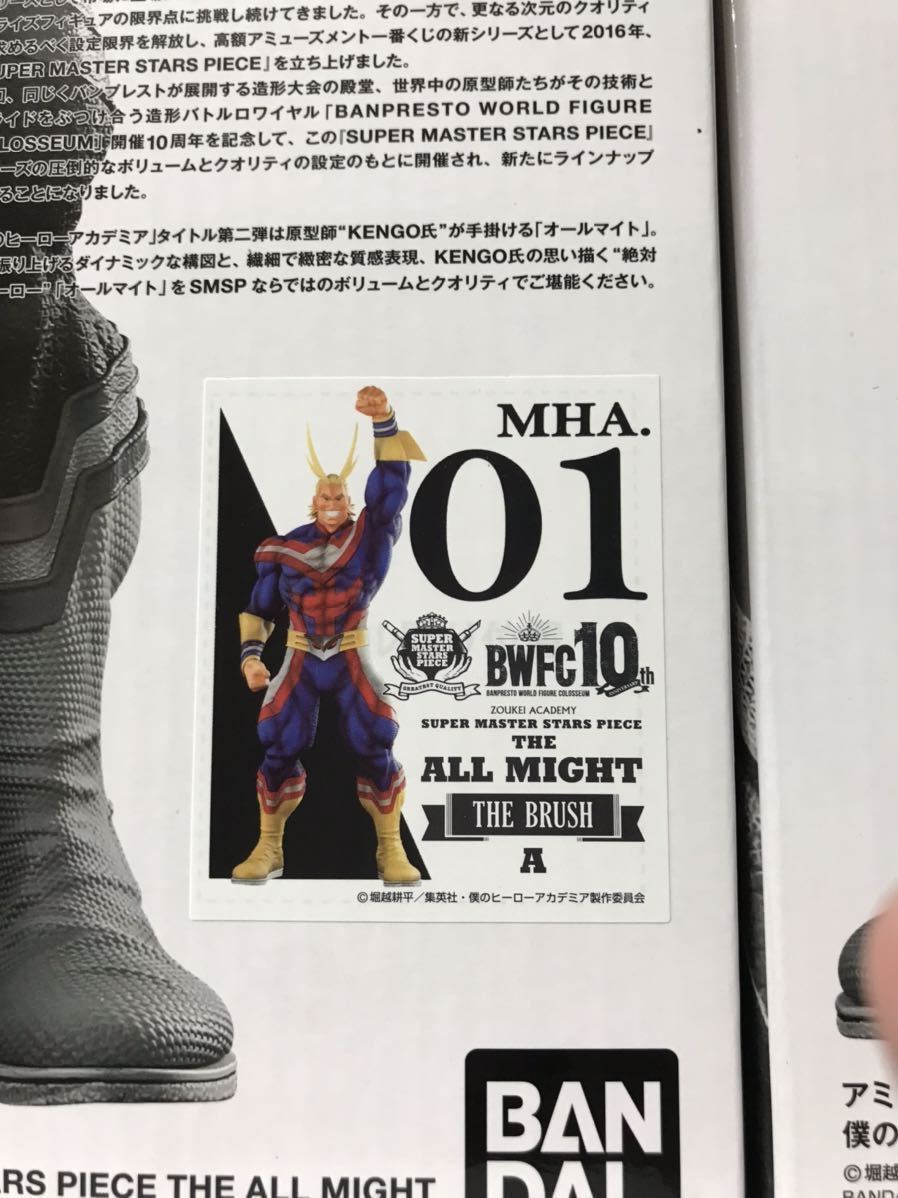 ライズフィギュアの限界点に挑戦し続けてきました。その一方で、更なる次元のクオリティ
求めるべく設定限界を解放し、高額アミューズメント一番くじの新シリーズとして2016年、
UPER MASTER STARS PIECE』を立ち上げました。
同じくバンプレストが展開する造形大会の殿堂、世界中の原型師たちがその技術と
ライドをぶつけ合う造形バトルロワイヤル「BANPRESTO WORLD FIGURE
OLOSSEUM」開催10周年を記念して、この『SUPER MASTER STARS PIECE』
ーズの圧倒的なボリュームとクオリティの設定のもとに開催され、新たにラインナップ
ることになりました。
のヒーローアカデミア」タイトル第二弾は原型師“KENGO氏”が手掛ける「オールマイト」。
振り上げるダイナミックな構図と、繊細で緻密な質感表現、KENGO氏の思い描く“絶対
ーロー”「オールマイト」をSMSPならではのボリュームとクオリティでご堪能ください。
MHA.
01
SUPER
MASTER
STARS
PIECE
GREATEST QUALITY
BWFC10th
ANNIVERSARY
BANPRESTO WORLD FIGURE COLOSSEUM
ZOUKEI ACADEMY
SUPER MASTER STARS PIECE
THE
ALL MIGHT
THE BRUSH
A
©堀越耕平／集英社・僕のヒーローアカデミア製作委員会
BAN
DAI
ARS PIECE THE ALL MIGHT
アミ
僕の
©堀越
BANDA